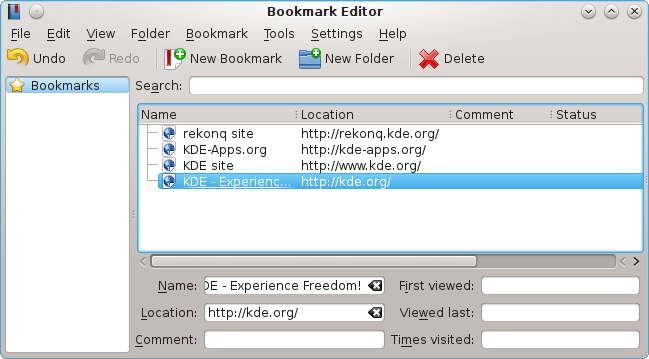 Bookmark Editor
File Edit View Folder Bookmark Tools Settings Help
Undo Redo New Bookmark New Folder Delete
Bookmarks
Search:
Name Location Comment Status
rekonq site http://rekonq.kde.org/
KDE-Apps.org http://kde-apps.org/
KDE site http://www.kde.org/
KDE - Experienc... http://kde.org/
Name: DE - Experience Freedom! First viewed:
Location: http://kde.org/ Viewed last:
Comment: Times visited: